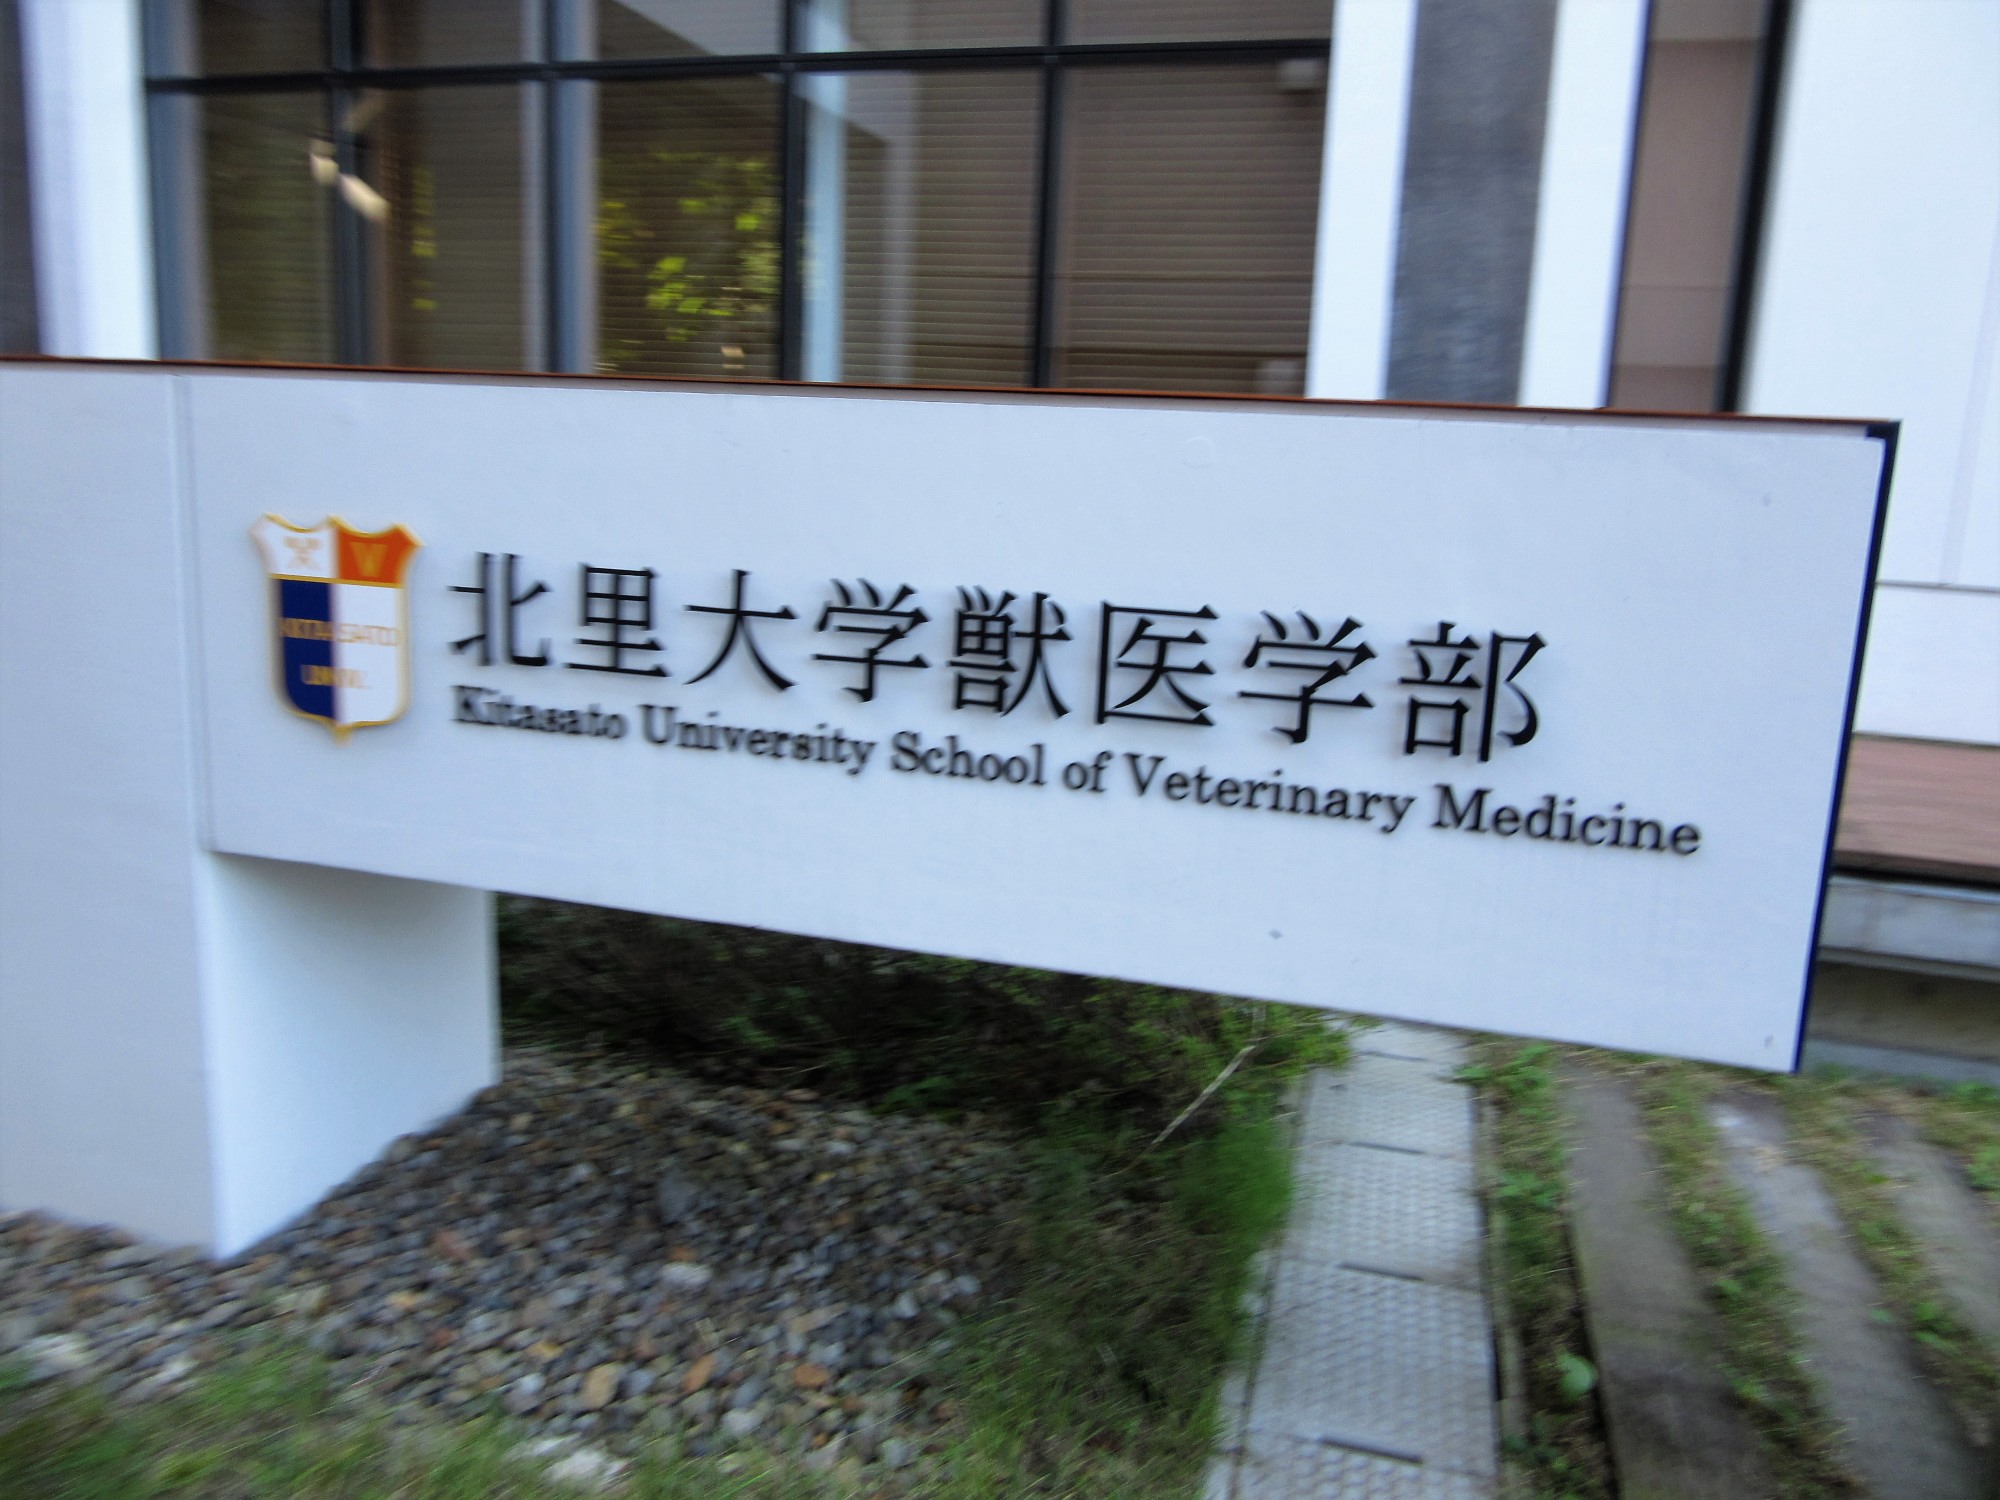 北里大学獣医学部
Kitasato University School of Veterinary Medicine